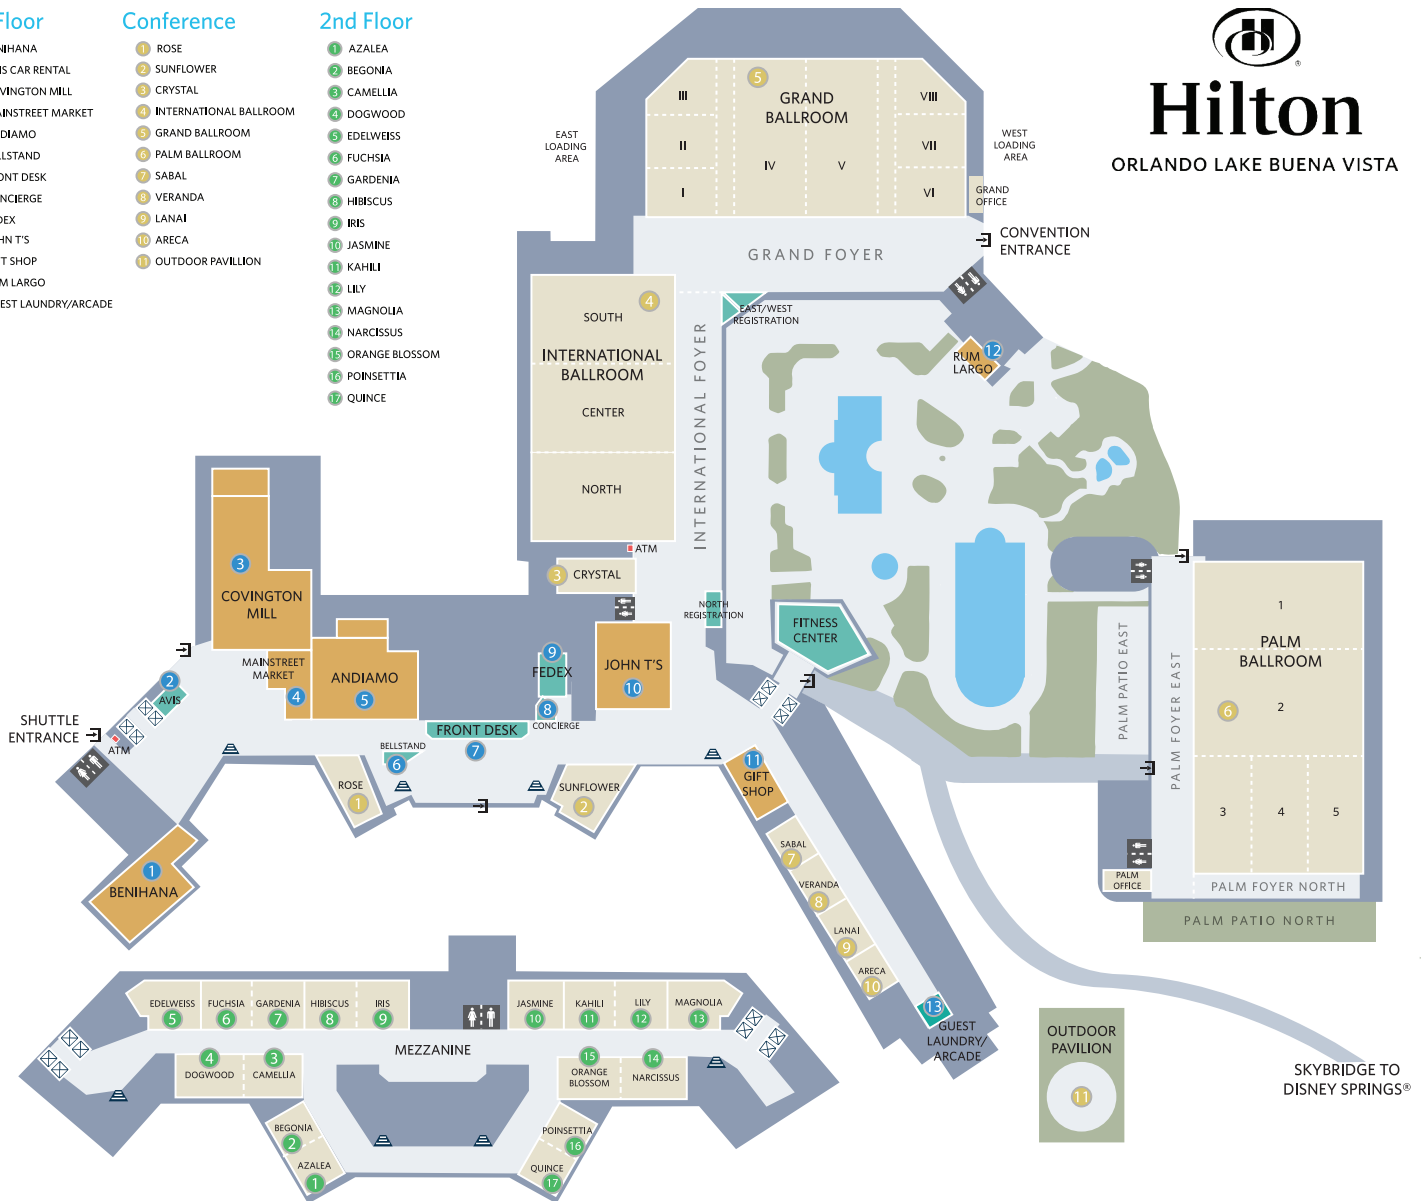 Floor
NIHANA
IS CAR RENTAL
VINGTON MILL
AINSTREET MARKET
DIAMO
LLSTAND
ONT DESK
NCIERGE
DEX
HN T'S
T SHOP
M LARGO
EST LAUNDRY/ARCADE
Conference
1 ROSE
2 SUNFLOWER
3 CRYSTAL
4 INTERNATIONAL BALLROOM
5 GRAND BALLROOM
6 PALM BALLROOM
7 SABAL
8 VERANDA
9 LANAI
10 ARECA
11 OUTDOOR PAVILLION
2nd Floor
1 AZALEA
2 BEGONIA
3 CAMELLIA
4 DOGWOOD
5 EDELWEISS
6 FUCHSIA
7 GARDENIA
8 HIBISCUS
9 IRIS
10 JASMINE
11 KAHILI
12 LILY
13 MAGNOLIA
14 NARCISSUS
15 ORANGE BLOSSOM
16 POINSETTIA
17 QUINCE
H
®
Hilton
ORLANDO LAKE BUENA VISTA
EAST
LOADING
AREA
5
GRAND
BALLROOM
III
II
I
IV
V
VIII
VII
VI
WEST
LOADING
AREA
GRAND
OFFICE
CONVENTION
ENTRANCE
GRAND FOYER
4
SOUTH
INTERNATIONAL
BALLROOM
CENTER
NORTH
EAST/WEST
REGISTRATION
INTERNATIONAL FOYER
RUM
LARGO
12
ATM
3
CRYSTAL
NORTH
REGISTRATION
FITNESS
CENTER
3
COVINGTON
MILL
MAINSTREET
MARKET
4
ANDIAMO
5
9
FEDEX
8
CONCIERGE
JOHN T'S
10
2
AVIS
SHUTTLE
ENTRANCE
ATM
FRONT DESK
7
BELLSTAND
6
ROSE
1
SUNFLOWER
2
11
GIFT
SHOP
1
BENIHANA
SABAL
7
VERANDA
8
LANAI
9
ARECA
10
13
GUEST
LAUNDRY/
ARCADE
PALM PATIO EAST
PALM FOYER EAST
1
PALM
BALLROOM
6
2
3
4
5
PALM
OFFICE
PALM FOYER NORTH
PALM PATIO NORTH
OUTDOOR
PAVILION
11
SKYBRIDGE TO
DISNEY SPRINGS®
EDELWEISS
5
FUCHSIA
6
GARDENIA
7
HIBISCUS
8
IRIS
9
JASMINE
10
KAHILI
11
LILY
12
MAGNOLIA
13
MEZZANINE
4
DOGWOOD
3
CAMELLIA
15
ORANGE
BLOSSOM
14
NARCISSUS
BEGONIA
2
AZALEA
1
POINSETTIA
16
QUINCE
17